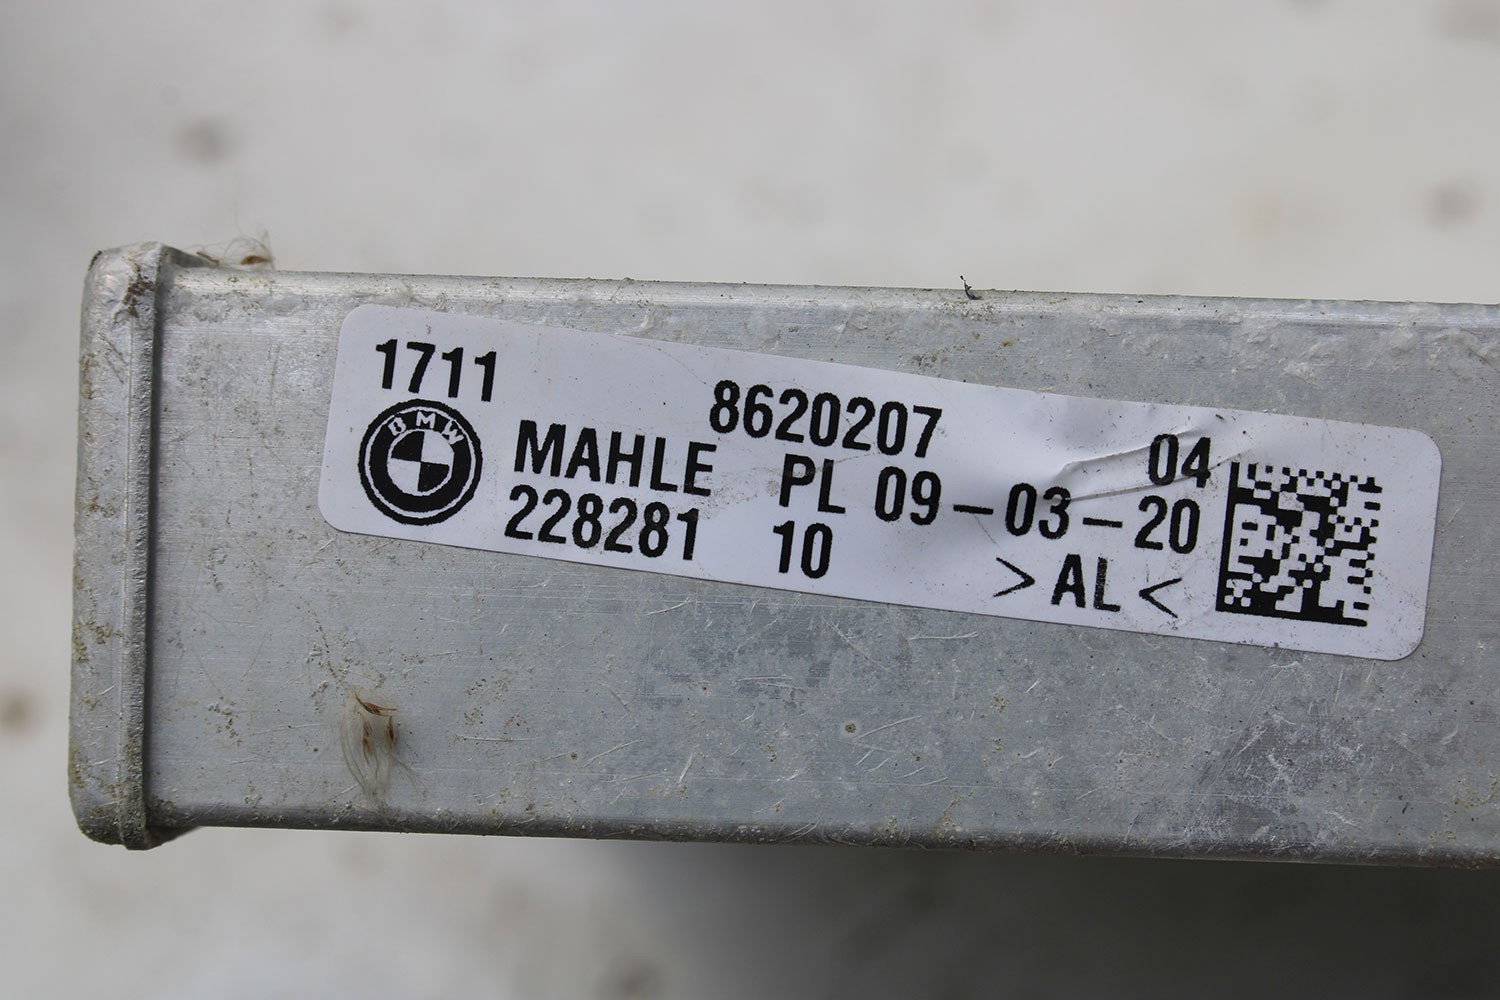 1711
8620207 04
BMW
MAHLE PL 09-03-20
228281 10 >AL<